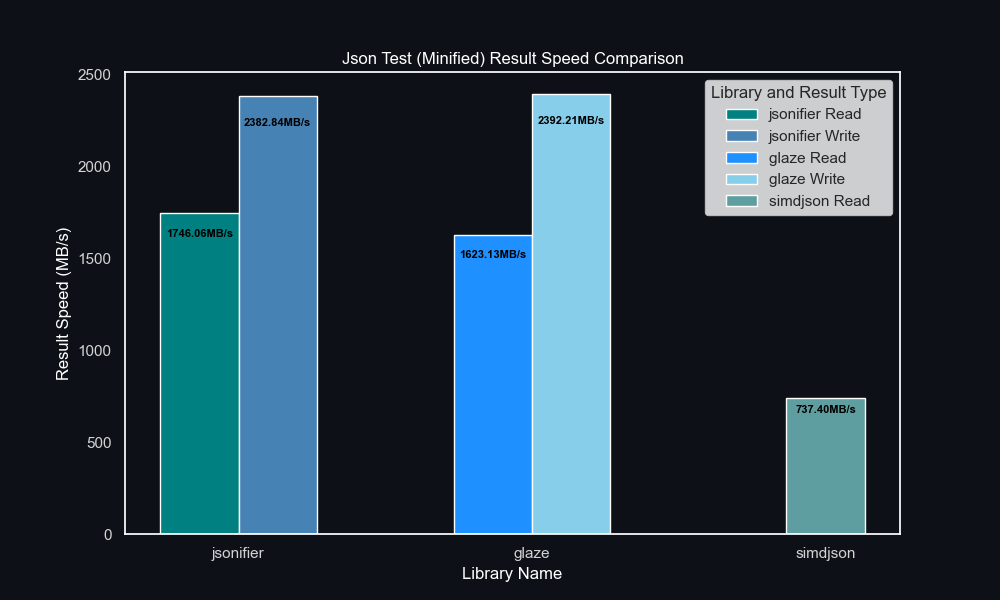 Json Test (Minified) Result Speed Comparison
Result Speed (MB/s)
2500
2000
1500
1000
500
0
1746.06MB/s
2382.84MB/s
1623.13MB/s
2392.21MB/s
737.40MB/s
Library and Result Type
jsonifier Read
jsonifier Write
glaze Read
glaze Write
simdjson Read
jsonifier
glaze
simdjson
Library Name